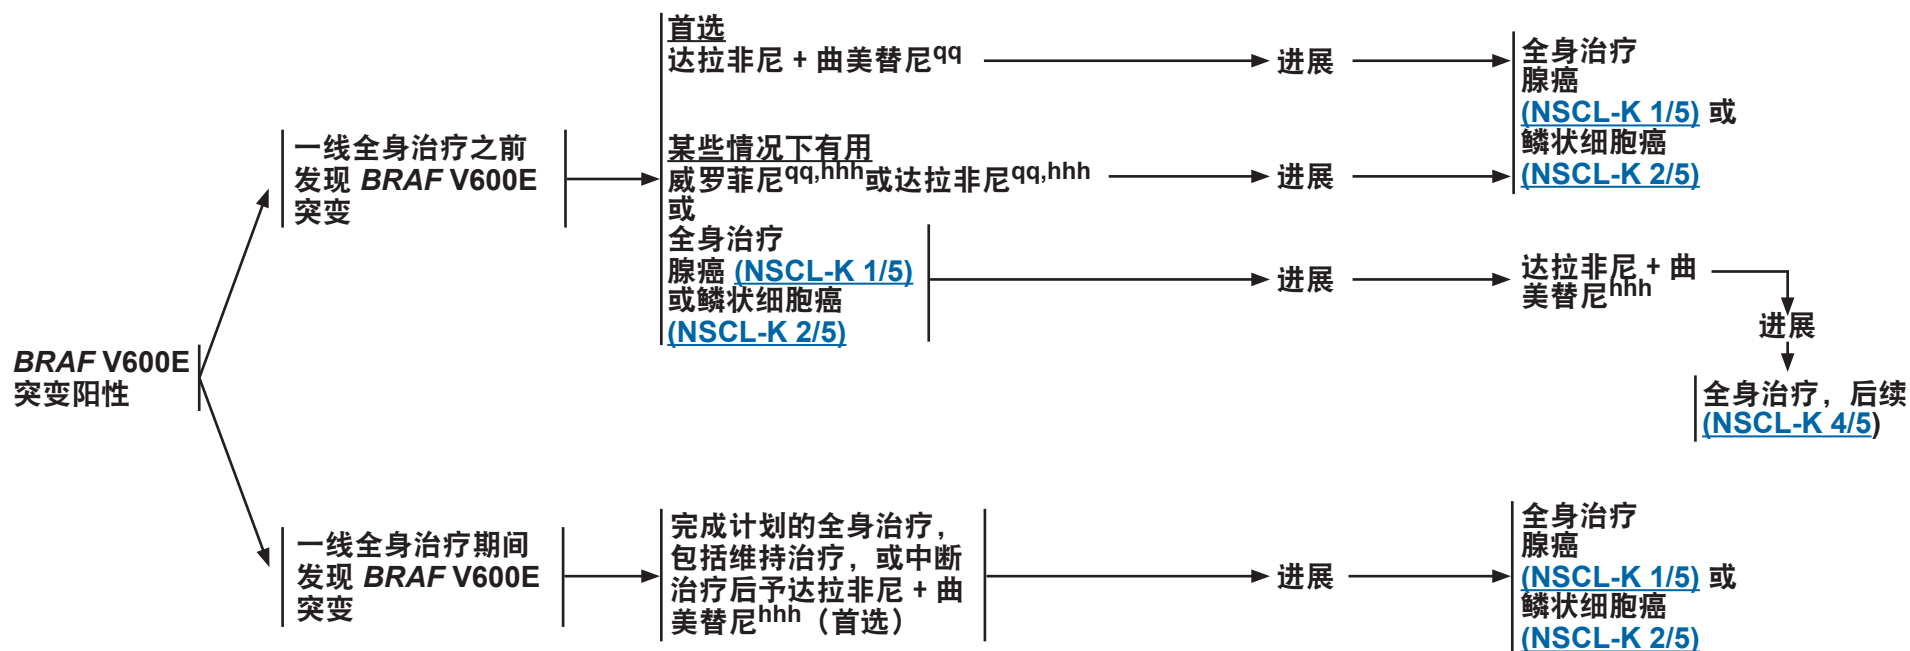 BRAF V600E
突变阳性
一线全身治疗之前
发现 BRAF V600E
突变
首选
达拉非尼 + 曲美替尼qq
进展
全身治疗
腺癌
(NSCL-K 1/5) 或
鳞状细胞癌
(NSCL-K 2/5)
某些情况下有用
威罗菲尼qq,hhh或达拉非尼qq,hhh
进展
或
全身治疗
腺癌 (NSCL-K 1/5)
或鳞状细胞癌
(NSCL-K 2/5)
进展
达拉非尼 + 曲
美替尼hhh
进展
全身治疗，后续
(NSCL-K 4/5)
一线全身治疗期间
发现 BRAF V600E
突变
完成计划的全身治疗，
包括维持治疗，或中断
治疗后予达拉非尼 + 曲
美替尼hhh（首选）
进展
全身治疗
腺癌
(NSCL-K 1/5) 或
鳞状细胞癌
(NSCL-K 2/5)